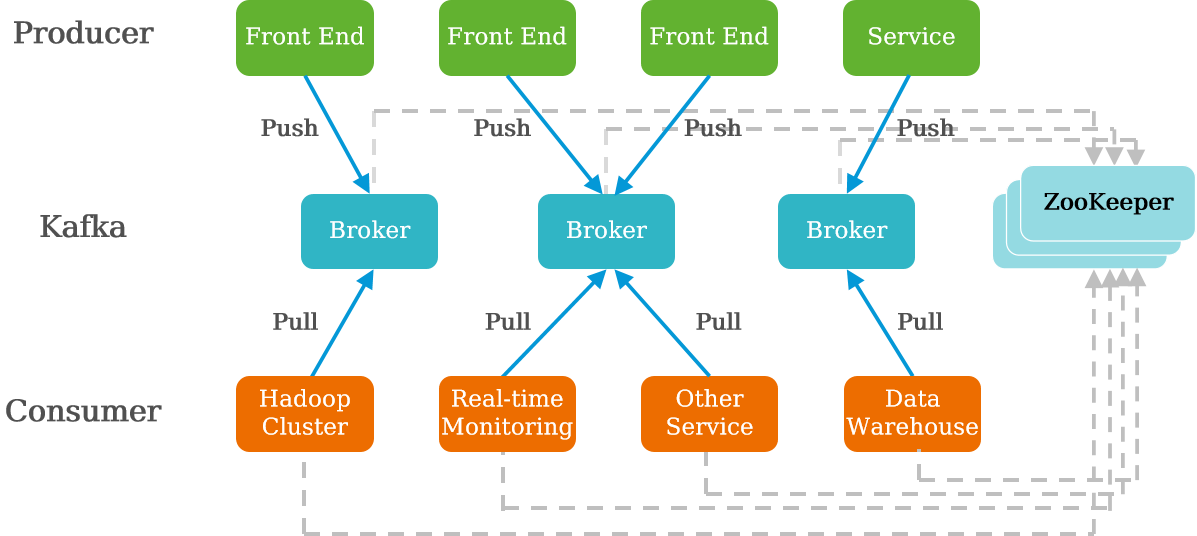 Producer
Front End
Front End
Front End
Service
Push
Push
Push
Push
Kafka
Broker
Broker
Broker
ZooKeeper
Pull
Pull
Pull
Pull
Consumer
Hadoop
Cluster
Real-time
Monitoring
Other
Service
Data
Warehouse